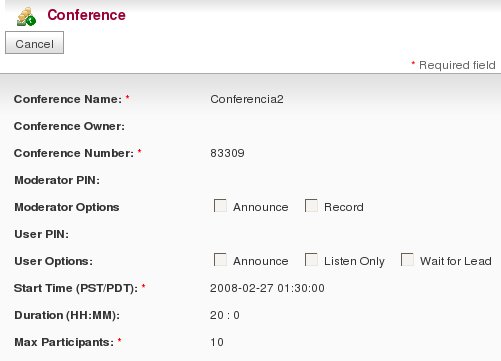 Conference
Cancel
* Required field
Conference Name: * Conferencia2
Conference Owner:
Conference Number: * 83309
Moderator PIN:
Moderator Options Announce Record
User PIN:
User Options: Announce Listen Only Wait for Lead
Start Time (PST/PDT): * 2008-02-27 01:30:00
Duration (HH:MM): 20 : 0
Max Participants: * 10